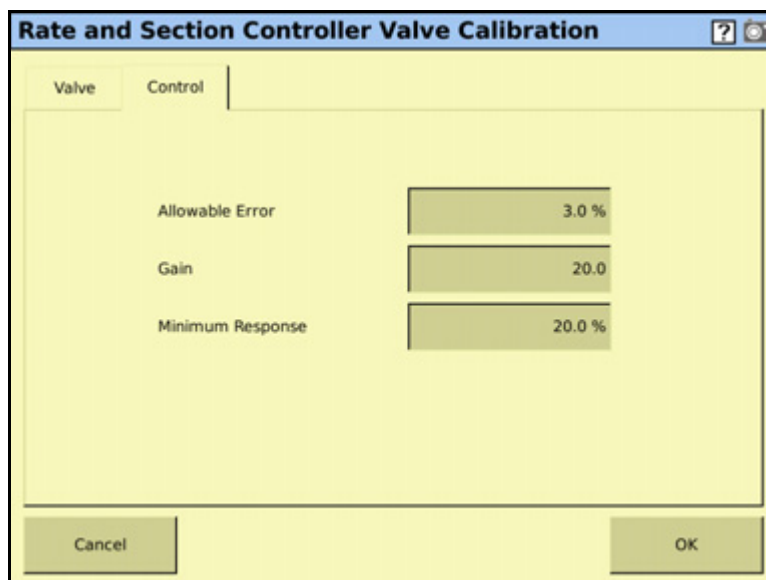 Rate and Section Controller Valve Calibration ?
Valve Control
Allowable Error 3.0 %
Gain 20.0
Minimum Response 20.0 %
Cancel OK